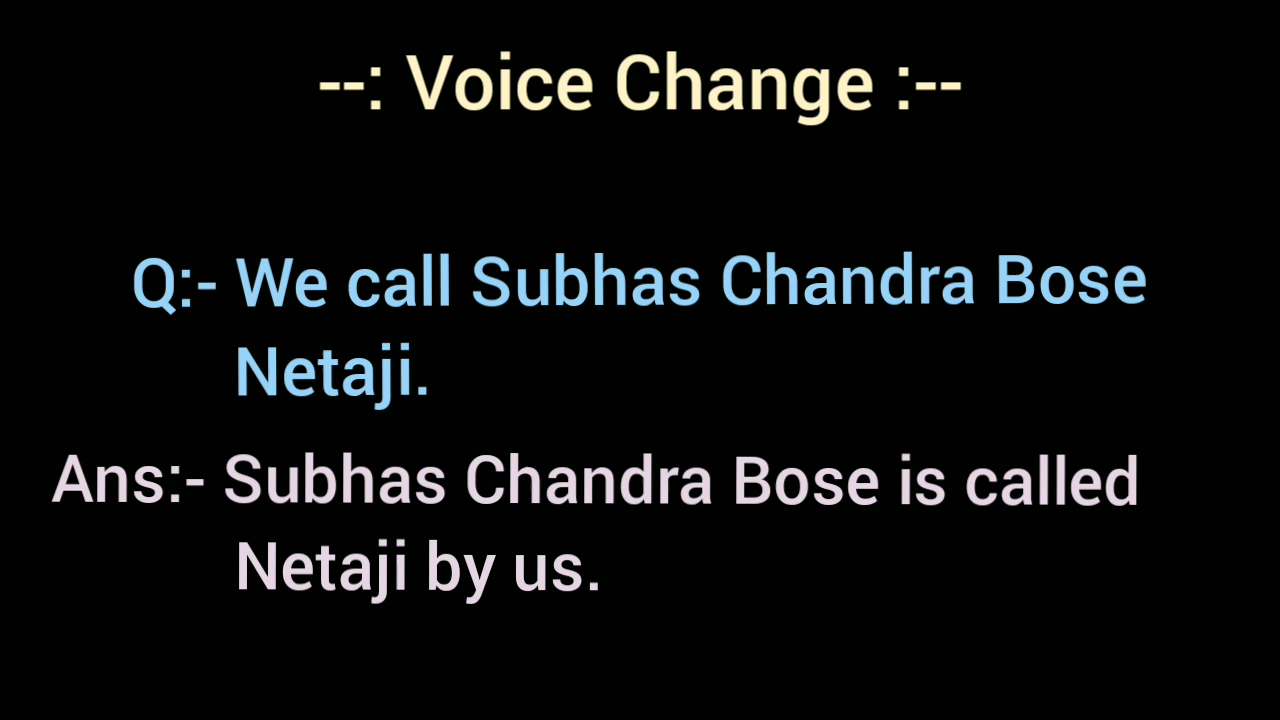 --: Voice Change :--
Q:- We call Subhas Chandra Bose
Netaji.
Ans:- Subhas Chandra Bose is called
Netaji by us.